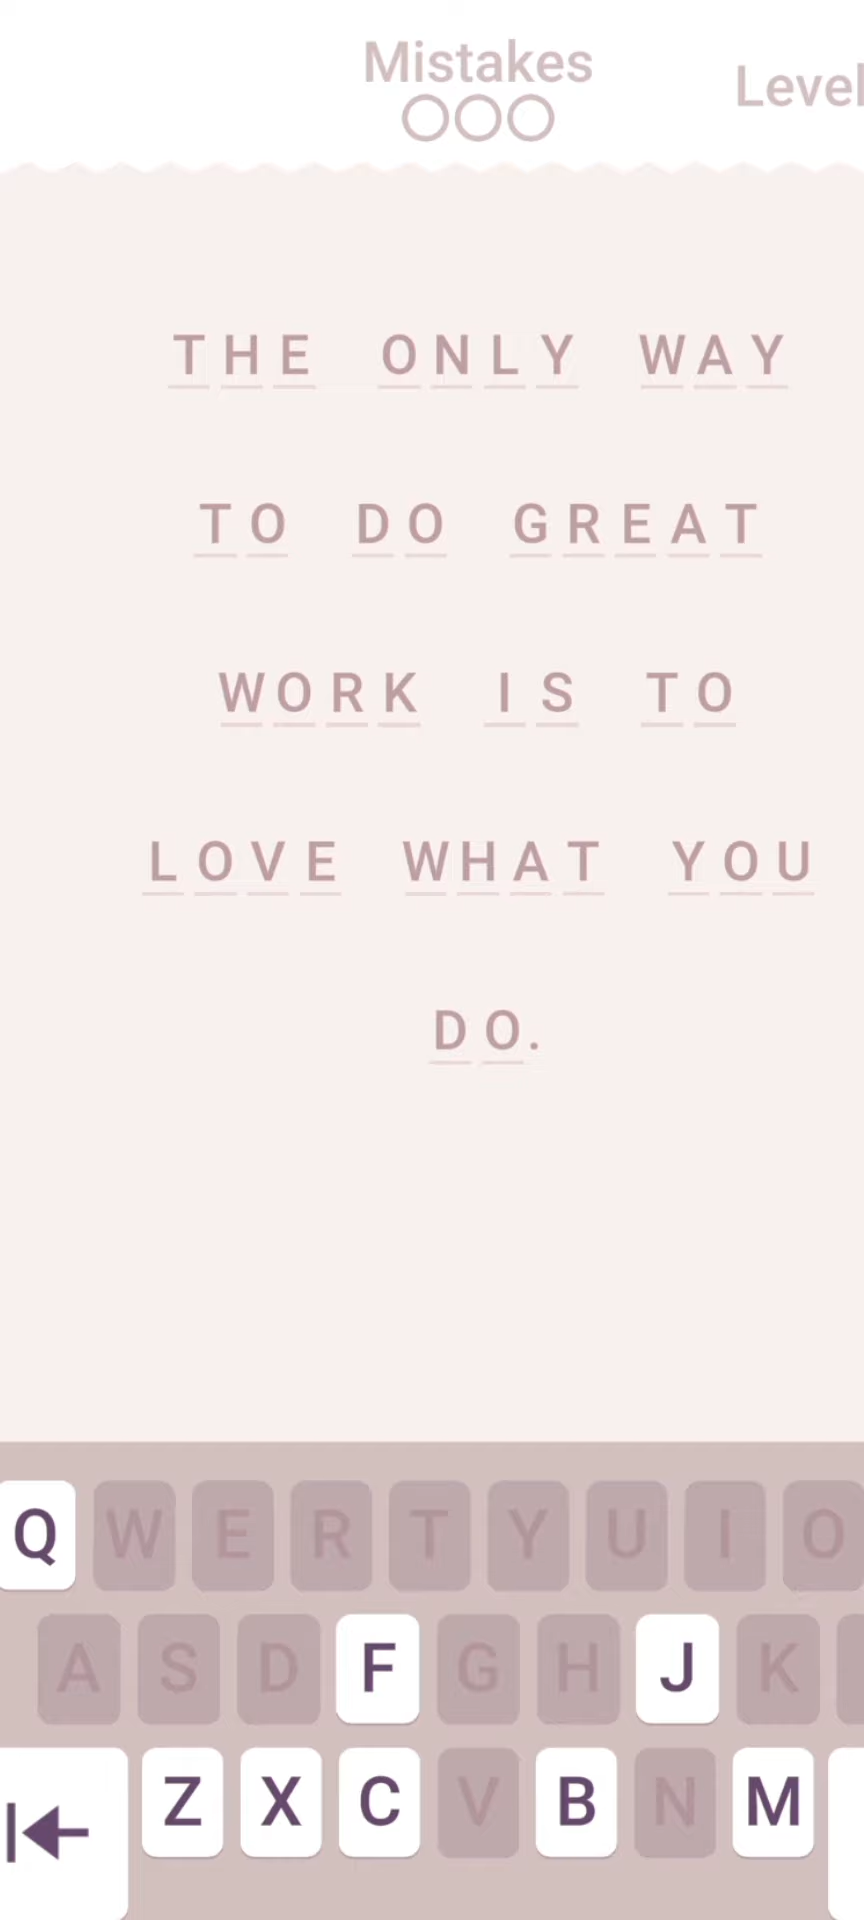 Mistakes
Level
THE ONLY WAY
TO DO GREAT
WORK IS TO
LOVE WHAT YOU
DO.
Q W E R T Y U I O
A S D F G H J K
Z X C V B N M